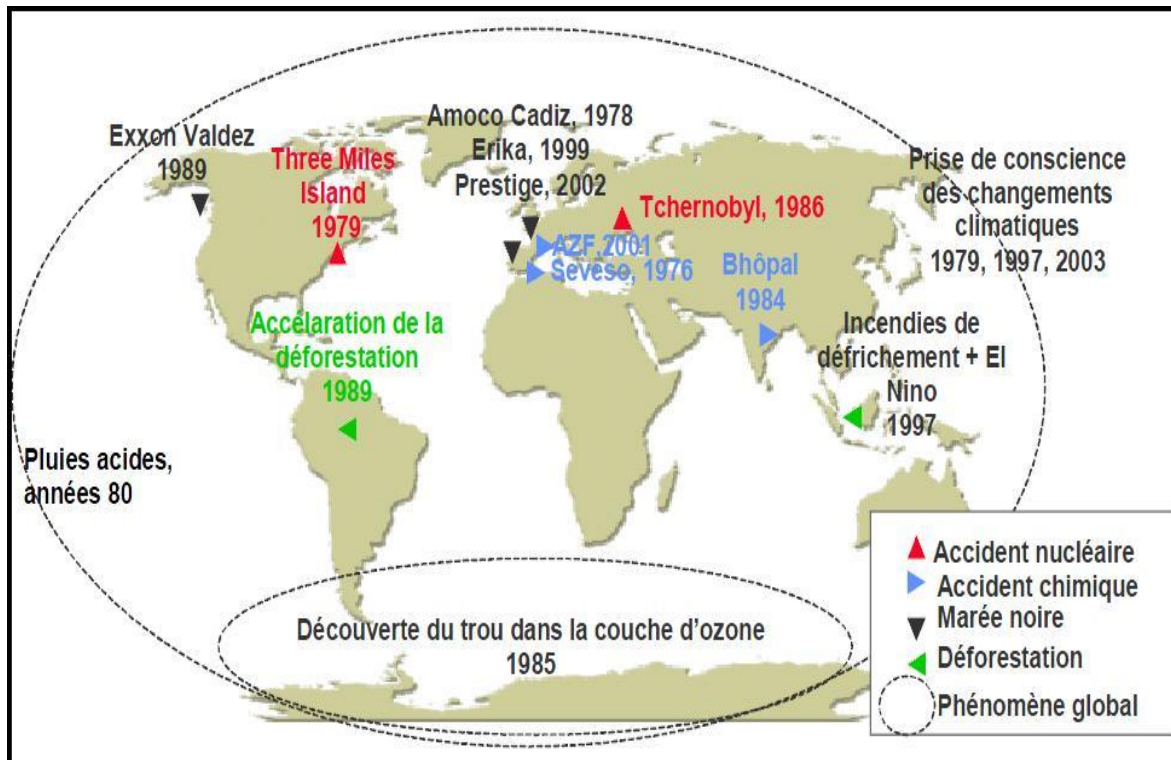 Exxon Valdez
1989
Three Miles
Island
1979
Amoco Cadiz, 1978
Erika, 1999
Prestige, 2002
Tchernobyl, 1986
AZF,2001
Seveso, 1976
Bhôpal
1984
Prise de conscience
des changements
climatiques
1979, 1997, 2003
Accélaration de la
déforestation
1989
Incendies de
défrichement + El
Nino
1997
Pluies acides,
années 80
Découverte du trou dans la couche d'ozone
1985
Accident nucléaire
Accident chimique
Marée noire
Déforestation
Phénomène global